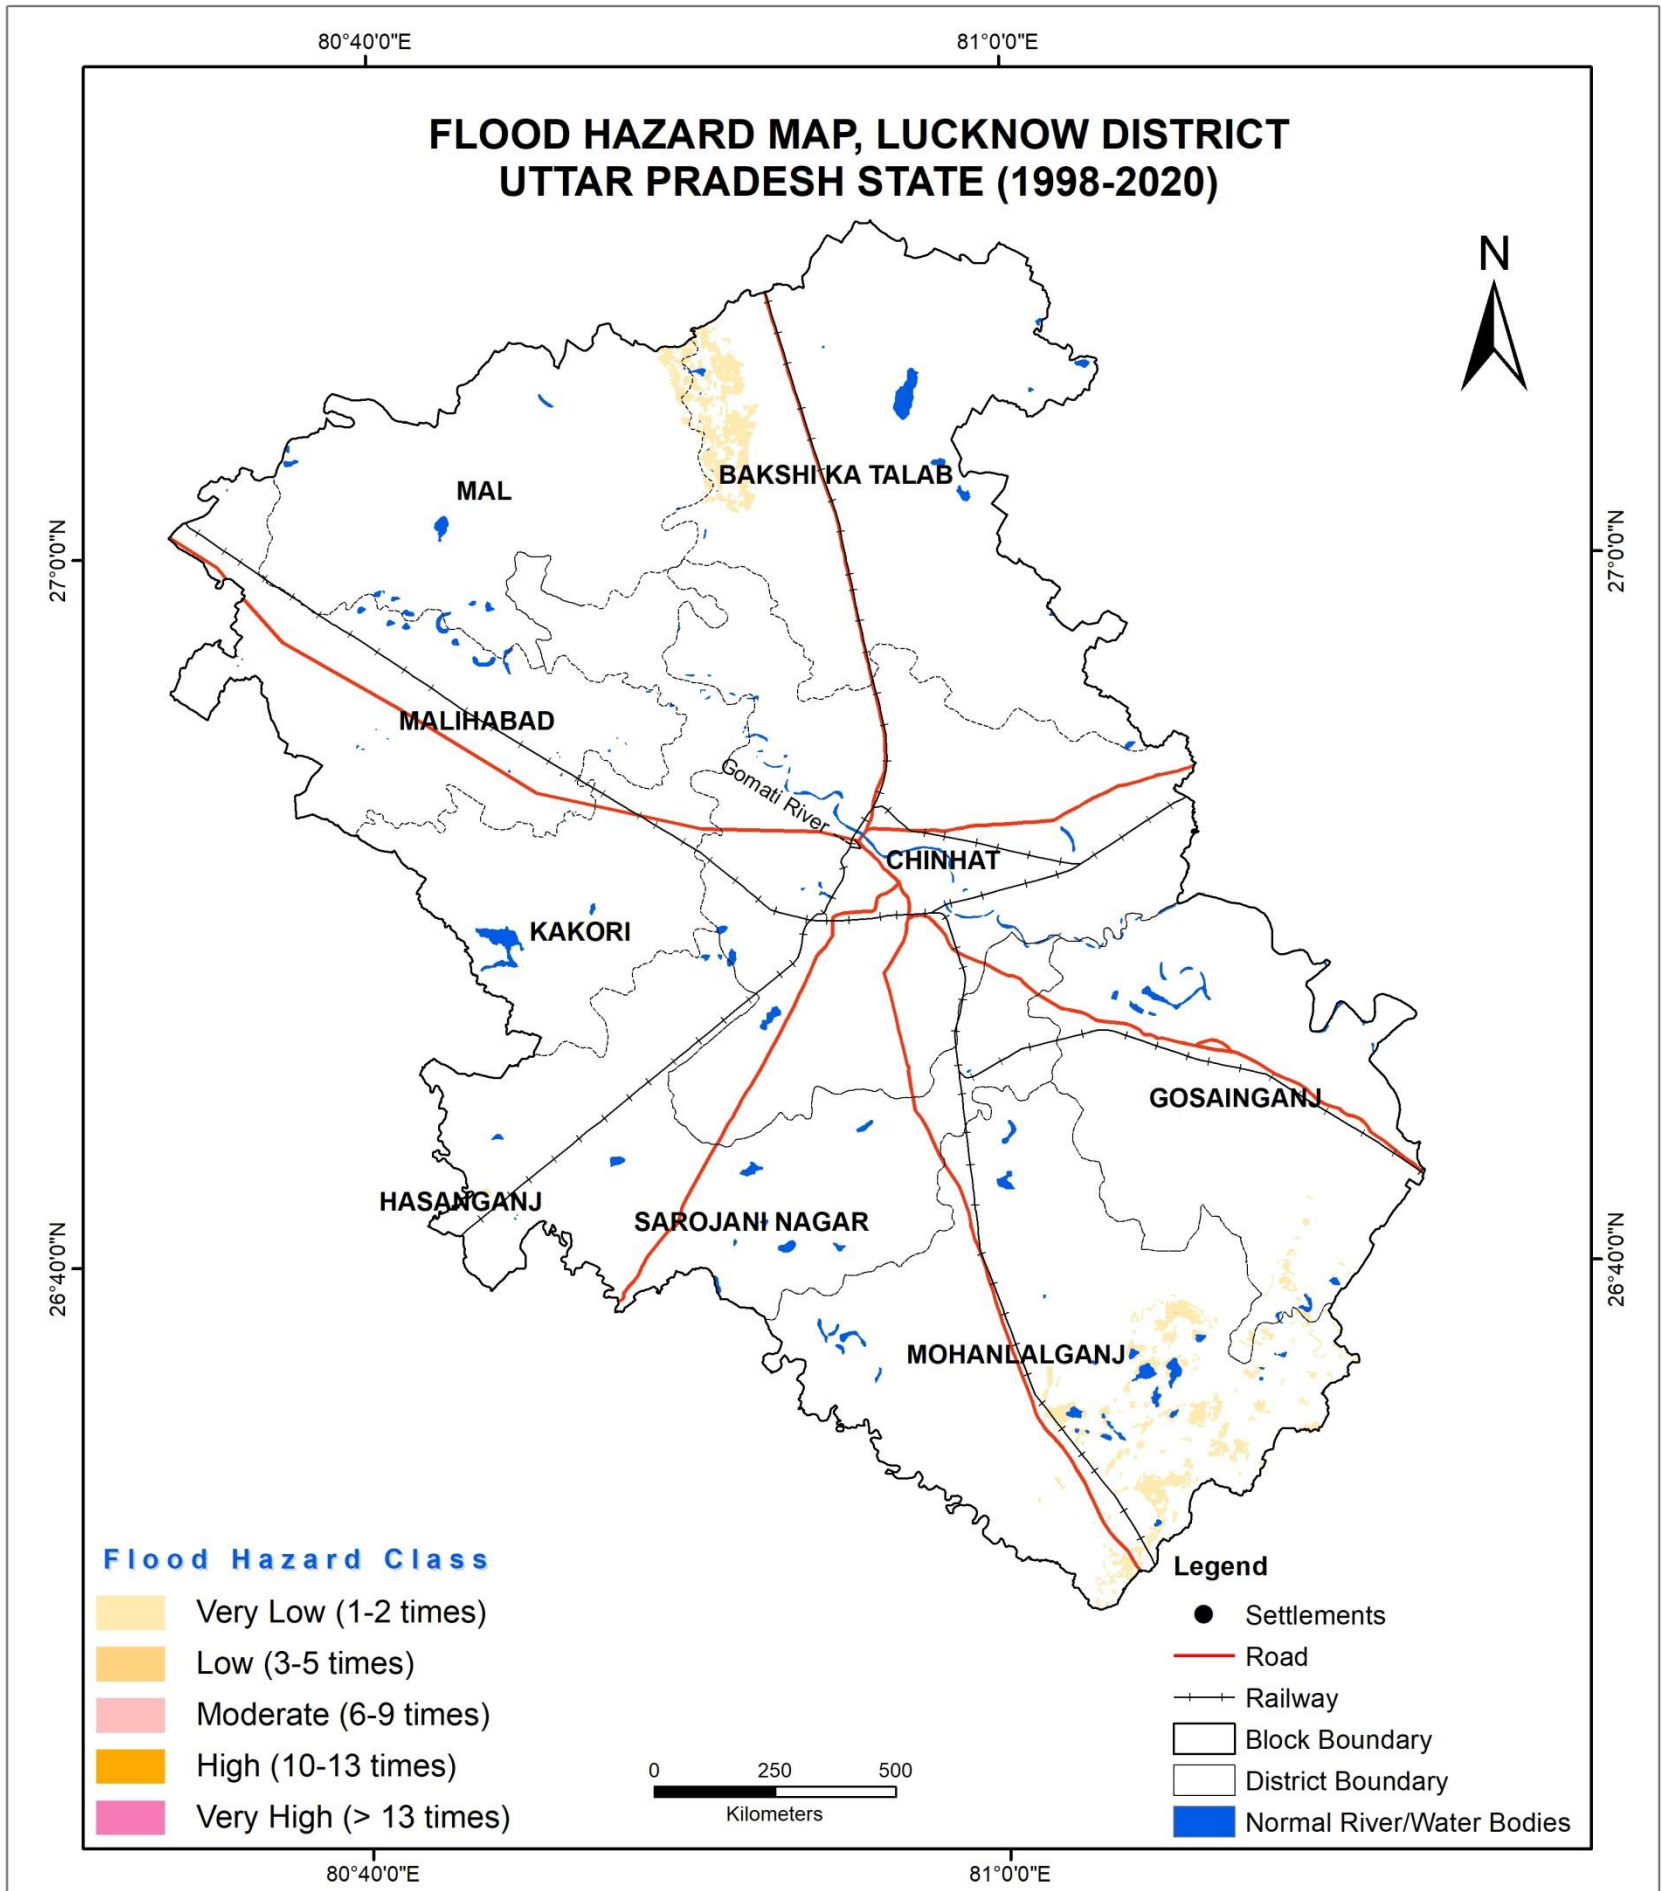 80°40'0"E
81°0'0"E
FLOOD HAZARD MAP, LUCKNOW DISTRICT
UTTAR PRADESH STATE (1998-2020)
N
BAKSHI KA TALAB
MAL
27°0'0"N
27°0'0"N
MALIHABAD
Gomati River
CHINHAT
KAKORI
GOSAINGANJ
HASANGANJ
SAROJANI NAGAR
26°40'0"N
26°40'0"N
MOHANLALGANJ
Flood Hazard Class
Very Low (1-2 times)
Low (3-5 times)
Moderate (6-9 times)
High (10-13 times)
Very High (> 13 times)
0 250 500
Kilometers
Legend
Settlements
Road
Railway
Block Boundary
District Boundary
Normal River/Water Bodies
80°40'0"E
81°0'0"E